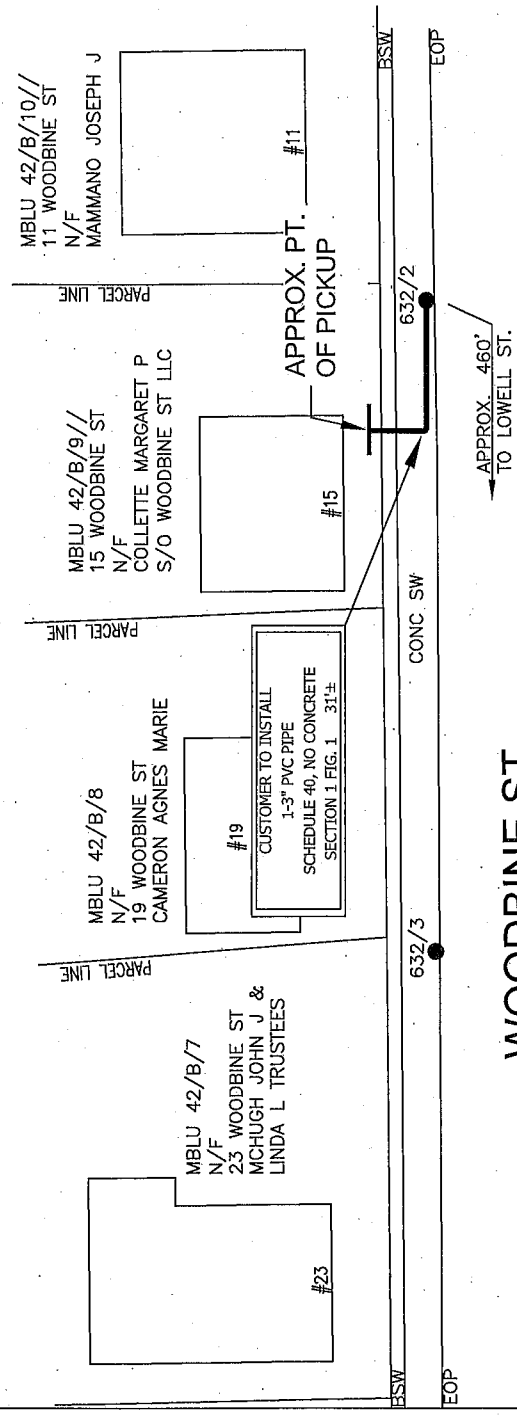 MBLU 42/B/7
N/F
23 WOODBINE ST
MCHUGH JOHN J &
LINDA L TRUSTEES
#23
PARCEL LINE
MBLU 42/B/8
N/F
19 WOODBINE ST
CAMERON AGNES MARIE
#19
CUSTOMER TO INSTALL
1-3" PVC PIPE
SCHEDULE 40, NO CONCRETE
SECTION 1 FIG. 1 31'±
PARCEL LINE
MBLU 42/B/9//
15 WOODBINE ST
N/F
COLLETTE MARGARET P
S/O WOODBINE ST LLC
#15
APPROX. PT.
OF PICKUP
PARCEL LINE
MBLU 42/B/10//
11 WOODBINE ST
N/F
MAMMANO JOSEPH J
#11
BSW
BSW
EOP
EOP
632/3
CONC SW
632/2
APPROX. 460'
TO LOWELL ST.
WOODBINE ST